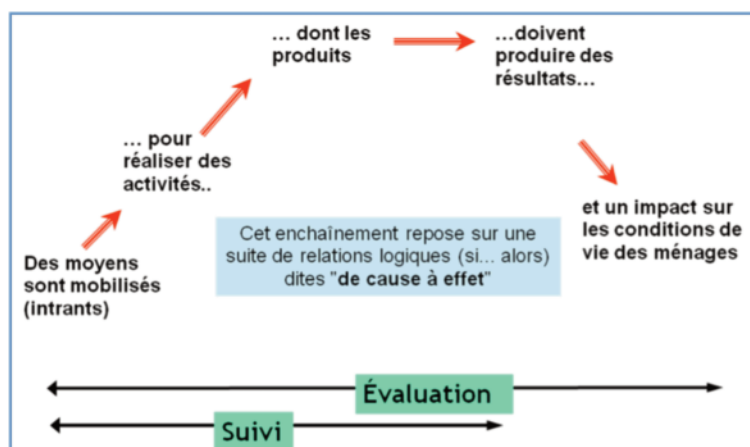 Des moyens
sont mobilisés
(intrants)
… pour
réaliser des
activités..
… dont les
produits
…doivent
produire des
résultats…
et un impact sur
les conditions de
vie des ménages
Cet enchaînement repose sur une
suite de relations logiques (si… alors)
dites "de cause à effet"
Évaluation
Suivi